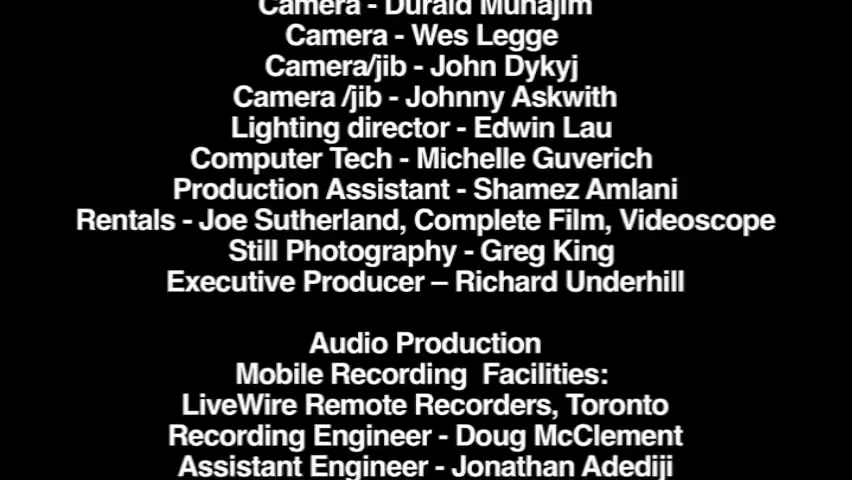 Camera - Duraid Munajim
Camera - Wes Legge
Camera/jib - John Dykyj
Camera /jib - Johnny Askwith
Lighting director - Edwin Lau
Computer Tech - Michelle Guverich
Production Assistant - Shamez Amlani
Rentals - Joe Sutherland, Complete Film, Videoscope
Still Photography - Greg King
Executive Producer – Richard Underhill
Audio Production
Mobile Recording  Facilities:
LiveWire Remote Recorders, Toronto
Recording Engineer - Doug McClement
Assistant Engineer - Jonathan Adediji